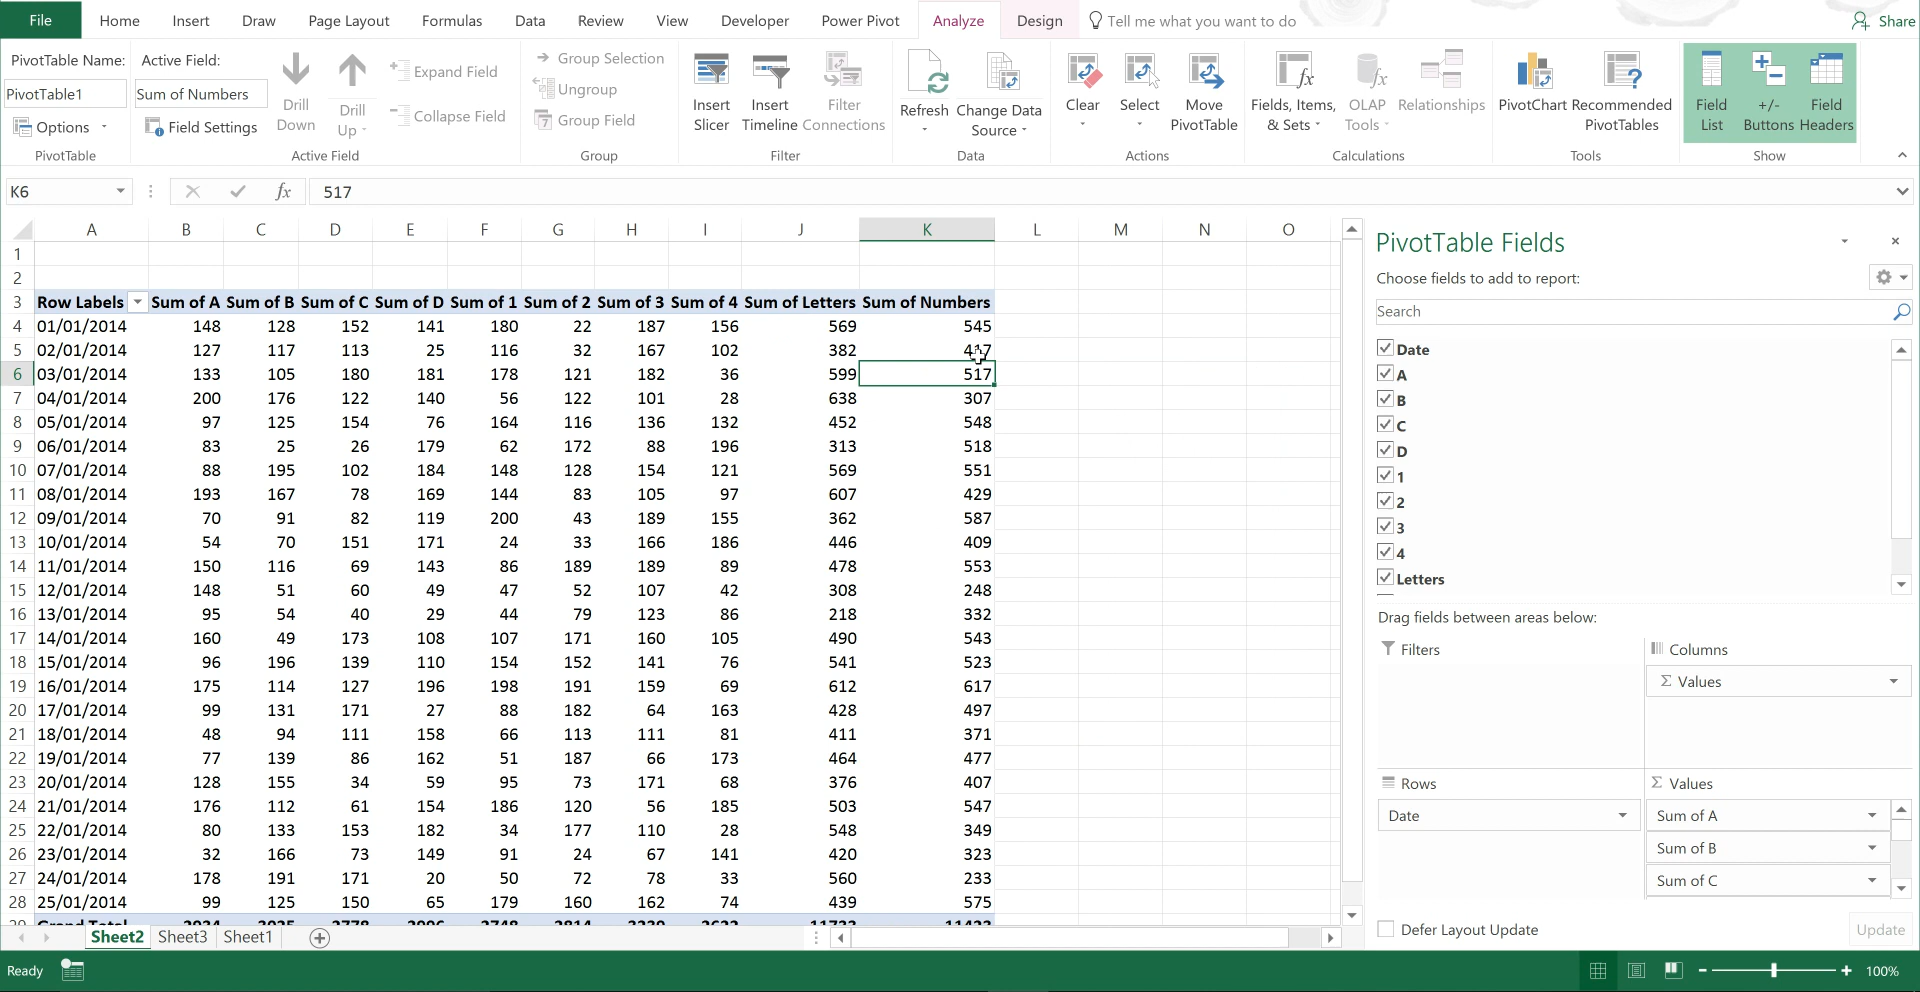 File Home Insert Draw Page Layout Formulas Data Review View Developer Power Pivot Analyze Design Tell me what you want to do Share
PivotTable Name:
PivotTable1
Options
PivotTable
Active Field:
Sum of Numbers
Field Settings
Drill Down
Drill Up
Expand Field
Collapse Field
Active Field
Group Selection
Ungroup
Group Field
Group
Insert Slicer
Insert Timeline
Filter Connections
Filter
Refresh
Change Data Source
Data
Clear
Select
Move PivotTable
Actions
Fields, Items, & Sets
OLAP Tools
Relationships
Calculations
PivotChart
Recommended PivotTables
Tools
Field List
+/- Buttons
Field Headers
Show
K6 fx 517
A B C D E F G H I J K L M N O
1
2
3 Row Labels Sum of A Sum of B Sum of C Sum of D Sum of 1 Sum of 2 Sum of 3 Sum of 4 Sum of Letters Sum of Numbers
4 01/01/2014 148 128 152 141 180 22 187 156 569 545
5 02/01/2014 127 117 113 25 116 32 167 102 382 417
6 03/01/2014 133 105 180 181 178 121 182 36 599 517
7 04/01/2014 200 176 122 140 56 122 101 28 638 307
8 05/01/2014 97 125 154 76 164 116 136 132 452 548
9 06/01/2014 83 25 26 179 62 172 88 196 313 518
10 07/01/2014 88 195 102 184 148 128 154 121 569 551
11 08/01/2014 193 167 78 169 144 83 105 97 607 429
12 09/01/2014 70 91 82 119 200 43 189 155 362 587
13 10/01/2014 54 70 151 171 24 33 166 186 446 409
14 11/01/2014 150 116 69 143 86 189 189 89 478 553
15 12/01/2014 148 51 60 49 47 52 107 42 308 248
16 13/01/2014 95 54 40 29 44 79 123 86 218 332
17 14/01/2014 160 49 173 108 107 171 160 105 490 543
18 15/01/2014 96 196 139 110 154 152 141 76 541 523
19 16/01/2014 175 114 127 196 198 191 159 69 612 617
20 17/01/2014 99 131 171 27 88 182 64 163 428 497
21 18/01/2014 48 94 111 158 66 113 111 81 411 371
22 19/01/2014 77 139 86 162 51 187 66 173 464 477
23 20/01/2014 128 155 34 59 95 73 171 68 376 407
24 21/01/2014 176 112 61 154 186 120 56 185 503 547
25 22/01/2014 80 133 153 182 34 177 110 28 548 349
26 23/01/2014 32 166 73 149 91 24 67 141 420 323
27 24/01/2014 178 191 171 20 50 72 78 33 560 233
28 25/01/2014 99 125 150 65 179 160 162 74 439 575
Grand Total
Sheet2 Sheet3 Sheet1
PivotTable Fields
Choose fields to add to report:
Search
Date
A
B
C
D
1
2
3
4
Letters
Drag fields between areas below:
Filters
Columns
Σ Values
Rows
Date
Σ Values
Sum of A
Sum of B
Sum of C
Defer Layout Update
Update
Ready
100%